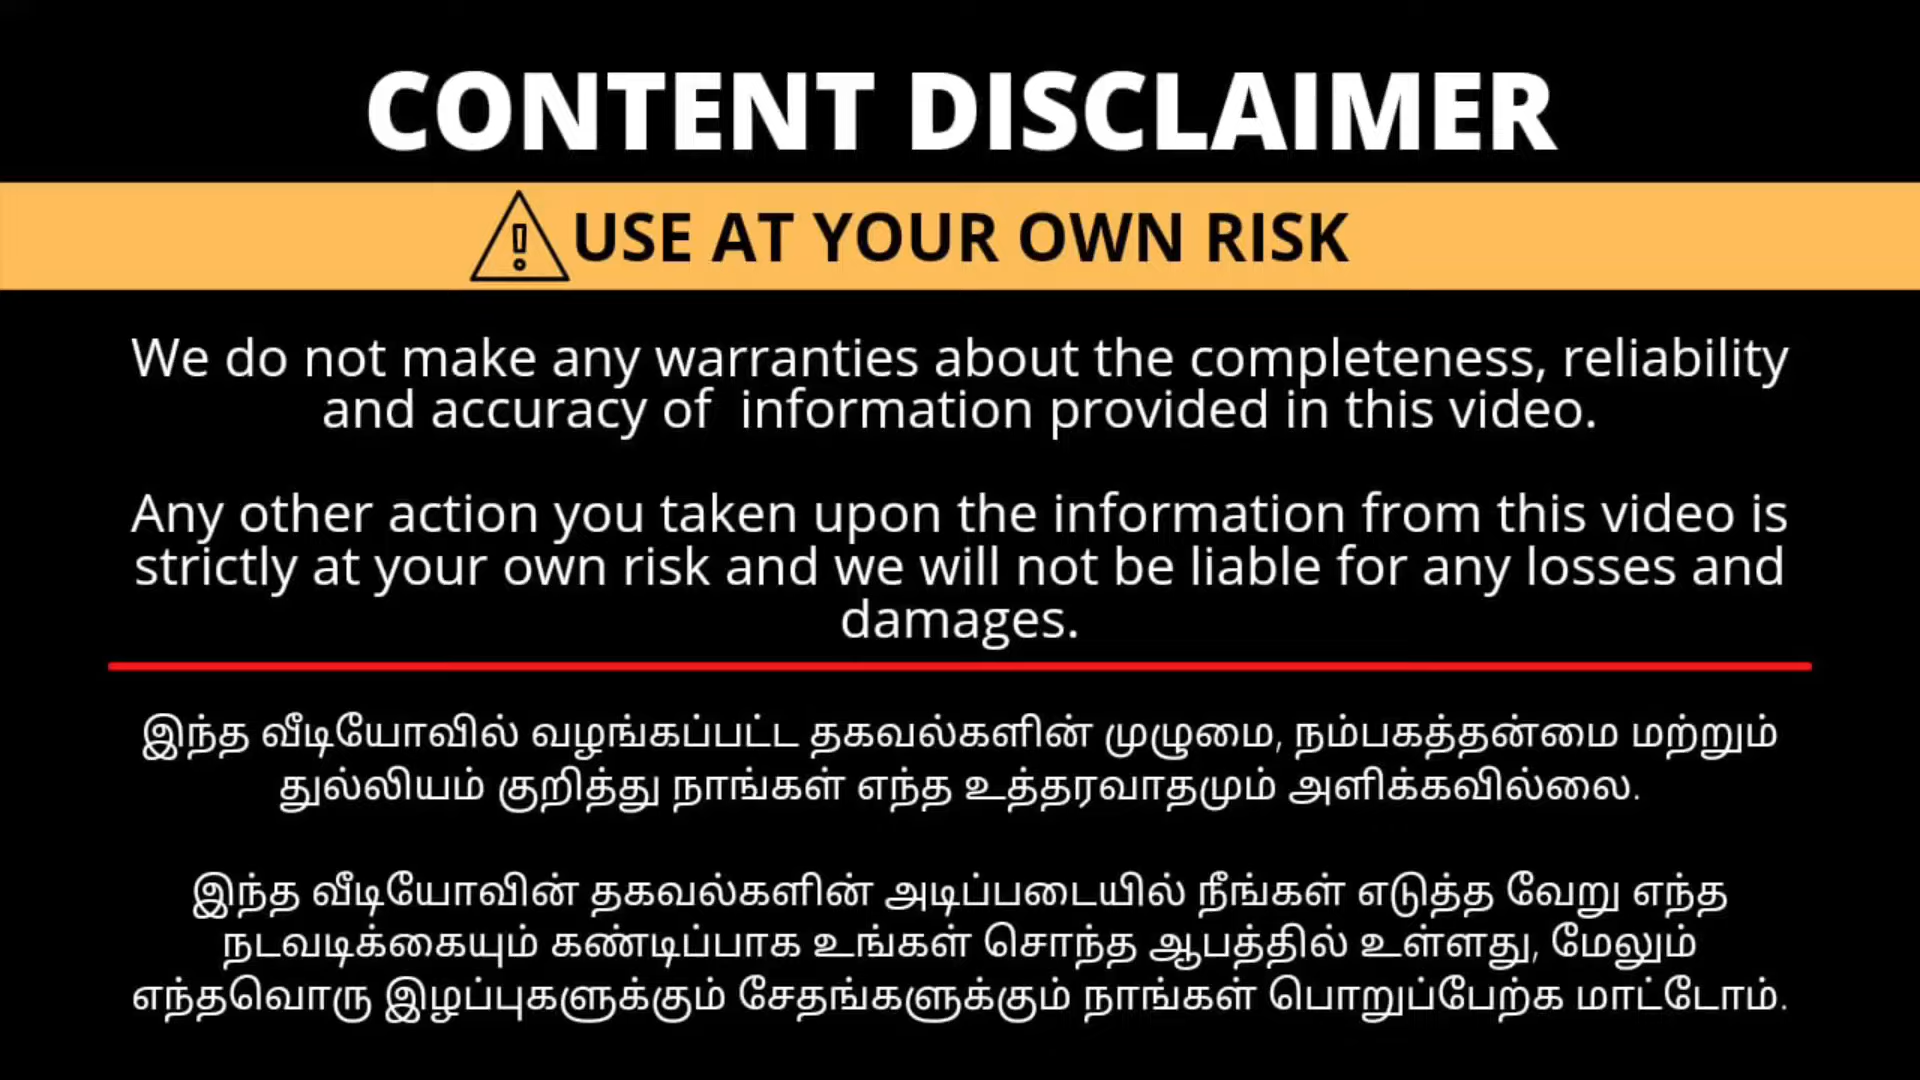 CONTENT DISCLAIMER
USE AT YOUR OWN RISK
We do not make any warranties about the completeness, reliability
and accuracy of information provided in this video.
Any other action you taken upon the information from this video is
strictly at your own risk and we will not be liable for any losses and
damages.
இந்த வீடியோவில் வழங்கப்பட்ட தகவல்களின் முழுமை, நம்பகத்தன்மை மற்றும்
துல்லியம் குறித்து நாங்கள் எந்த உத்தரவாதமும் அளிக்கவில்லை.
இந்த வீடியோவின் தகவல்களின் அடிப்படையில் நீங்கள் எடுத்த வேறு எந்த
நடவடிக்கையும் கண்டிப்பாக உங்கள் சொந்த ஆபத்தில் உள்ளது, மேலும்
எந்தவொரு இழப்புகளுக்கும் சேதங்களுக்கும் நாங்கள் பொறுப்பேற்க மாட்டோம்.